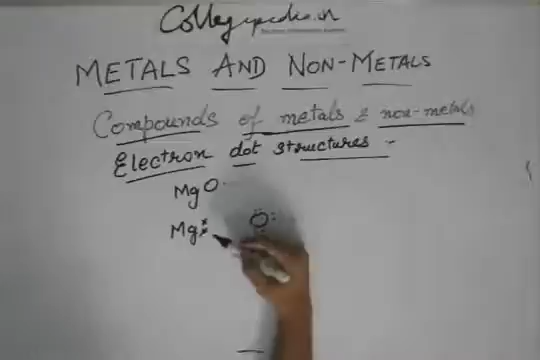 Collegepedia.in
METALS AND NON-METALS
Compounds of metals & non-metals
Electron dot structures -
MgO
Mg O